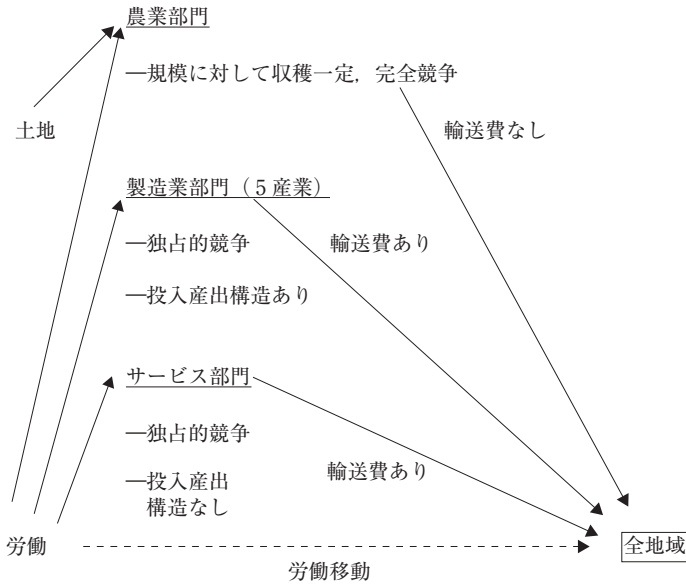 農業部門
―規模に対して収穫一定,完全競争
土地
輸送費なし
製造業部門(5産業)
―独占的競争
輸送費あり
―投入産出構造あり
サービス部門
―独占的競争
輸送費あり
―投入産出
構造なし
労働
全地域
労働移動